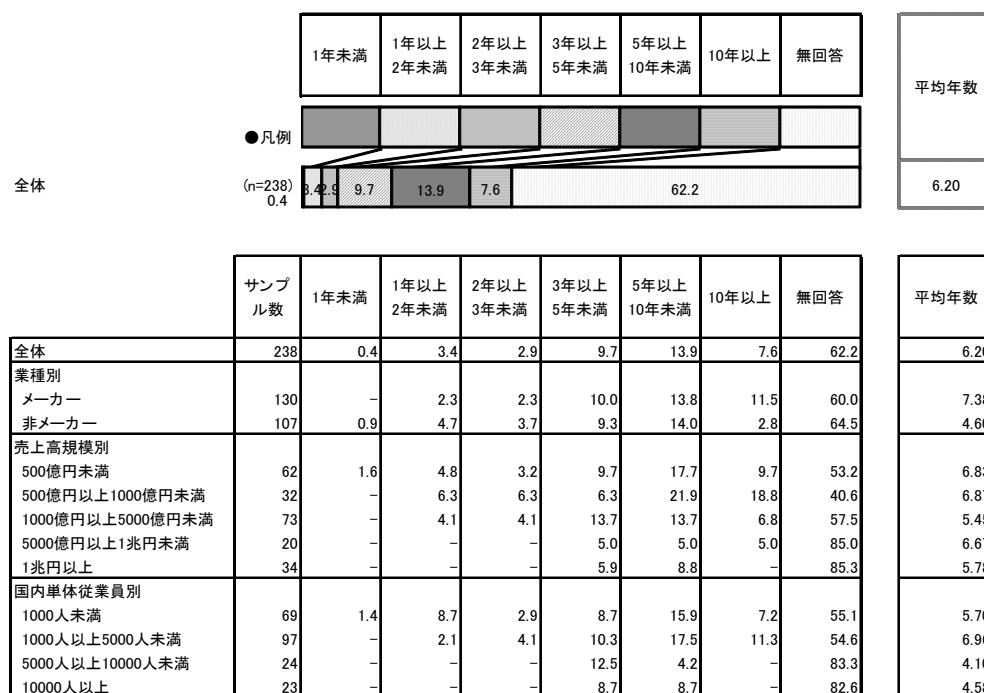 1年未満 1年以上 2年未満 2年以上 3年未満 3年以上 5年未満 5年以上 10年未満 10年以上 無回答 平均年数
●凡例
全体 (n=238) 0.4 3.4 2.9 9.7 13.9 7.6 62.2 6.20
サンプル数 1年未満 1年以上 2年未満 2年以上 3年未満 3年以上 5年未満 5年以上 10年未満 10年以上 無回答 平均年数
全体 238 0.4 3.4 2.9 9.7 13.9 7.6 62.2 6.20
業種別
メーカー 130 － 2.3 2.3 10.0 13.8 11.5 60.0 7.38
非メーカー 107 0.9 4.7 3.7 9.3 14.0 2.8 64.5 4.60
売上高規模別
500億円未満 62 1.6 4.8 3.2 9.7 17.7 9.7 53.2 6.83
500億円以上1000億円未満 32 － 6.3 6.3 6.3 21.9 18.8 40.6 6.87
1000億円以上5000億円未満 73 － 4.1 4.1 13.7 13.7 6.8 57.5 5.45
5000億円以上1兆円未満 20 － － － 5.0 5.0 5.0 85.0 6.67
1兆円以上 34 － － － 5.9 8.8 － 85.3 5.78
国内単体従業員別
1000人未満 69 1.4 8.7 2.9 8.7 15.9 7.2 55.1 5.70
1000人以上5000人未満 97 － 2.1 4.1 10.3 17.5 11.3 54.6 6.96
5000人以上10000人未満 24 － － － 12.5 4.2 － 83.3 4.10
10000人以上 23 － － － 8.7 8.7 － 82.6 4.58